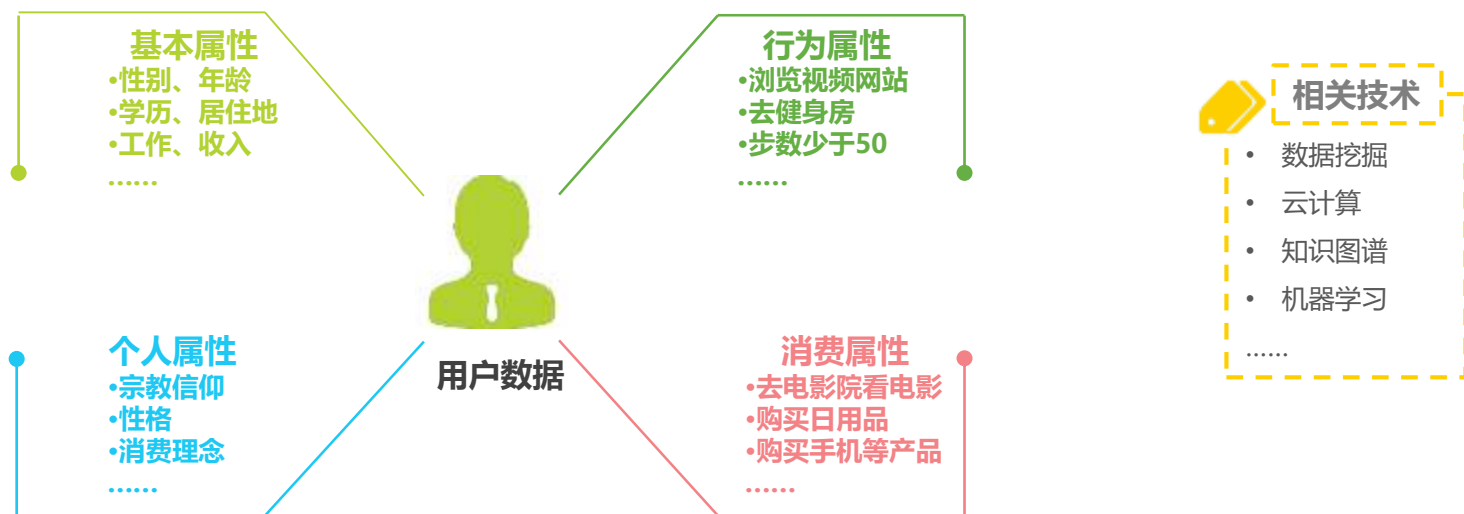 基本属性
•性别、年龄
•学历、居住地
•工作、收入
……
行为属性
•浏览视频网站
•去健身房
•步数少于50
……
用户数据
个人属性
•宗教信仰
•性格
•消费理念
……
消费属性
•去电影院看电影
•购买日用品
•购买手机等产品
……
相关技术
• 数据挖掘
• 云计算
• 知识图谱
• 机器学习
……